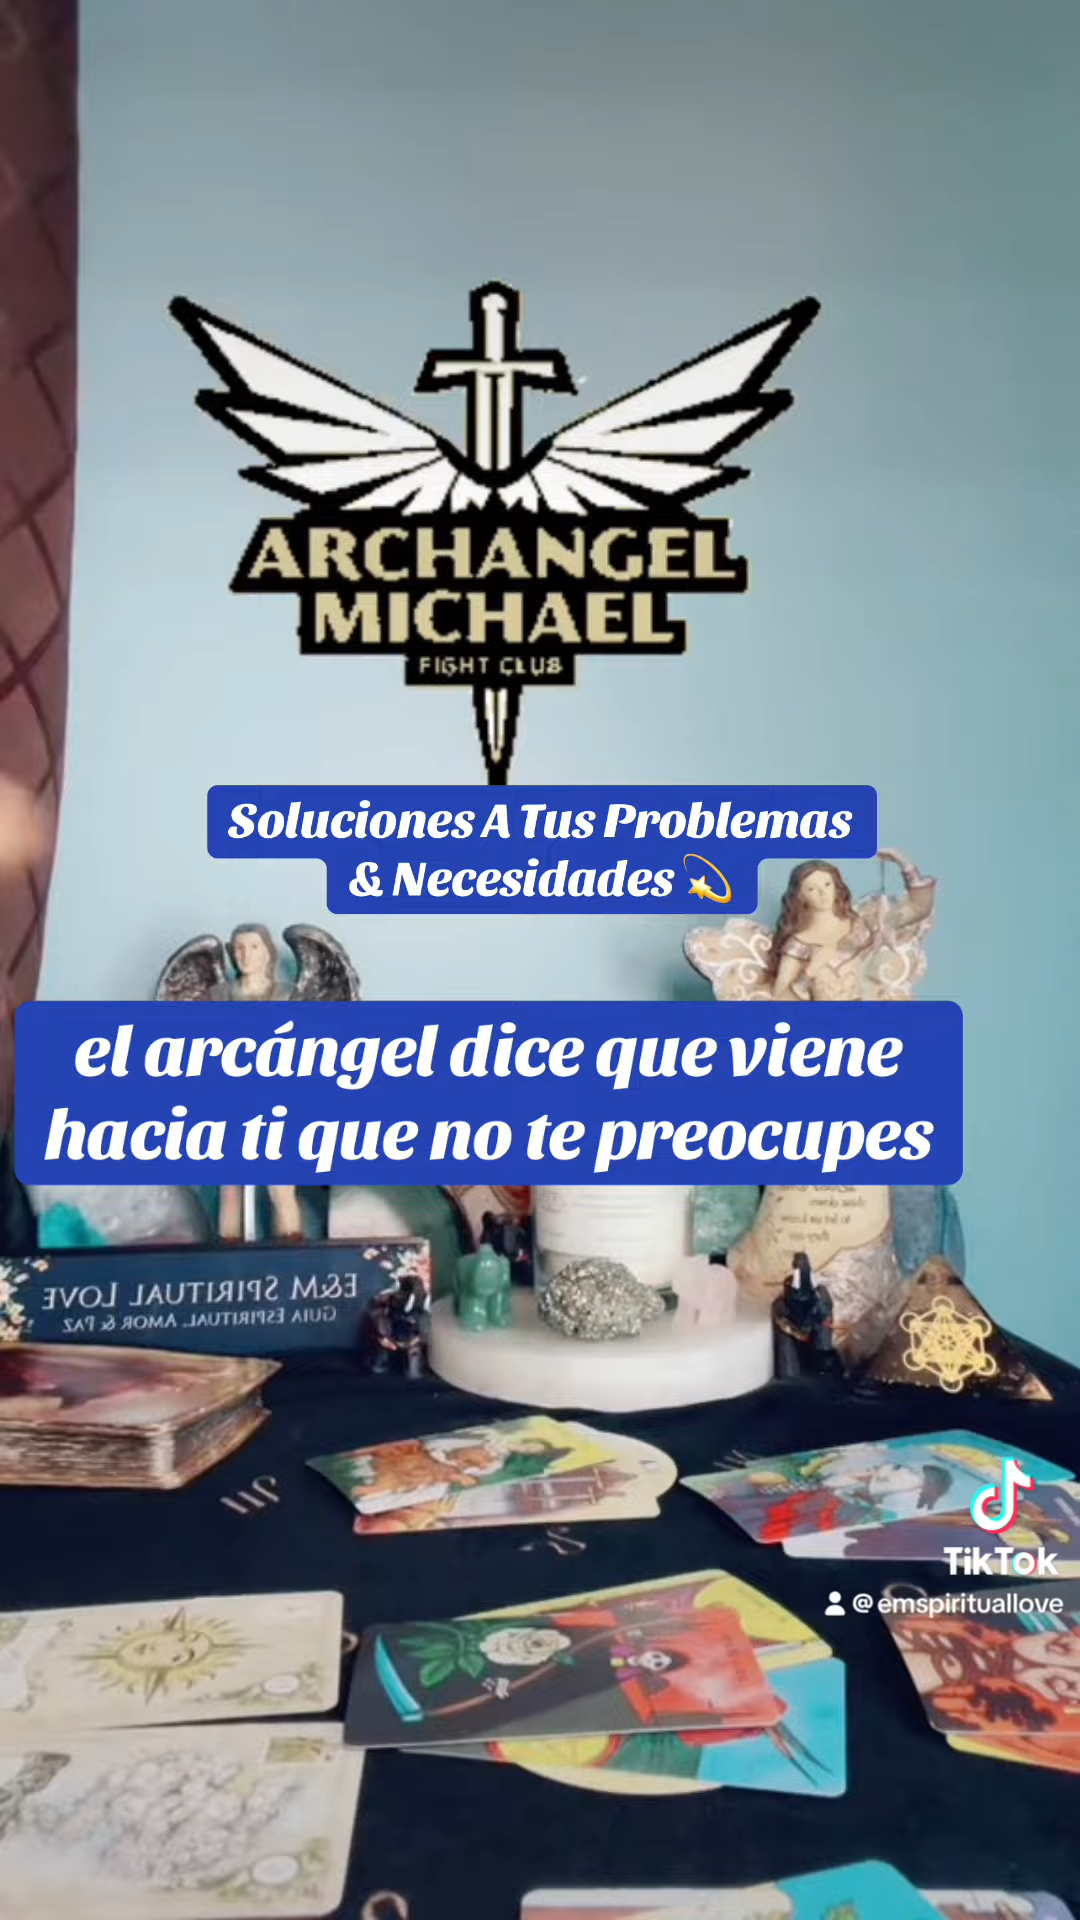 ARCHANGEL
MICHAEL
FIGHT CLUB
Soluciones A Tus Problemas
& Necesidades 💫
el arcángel dice que viene
hacia ti que no te preocupes
E&M SPIRITUAL LOVE
GUIA ESPIRITUAL, AMOR & PAZ
TikTok
@emspirituallove